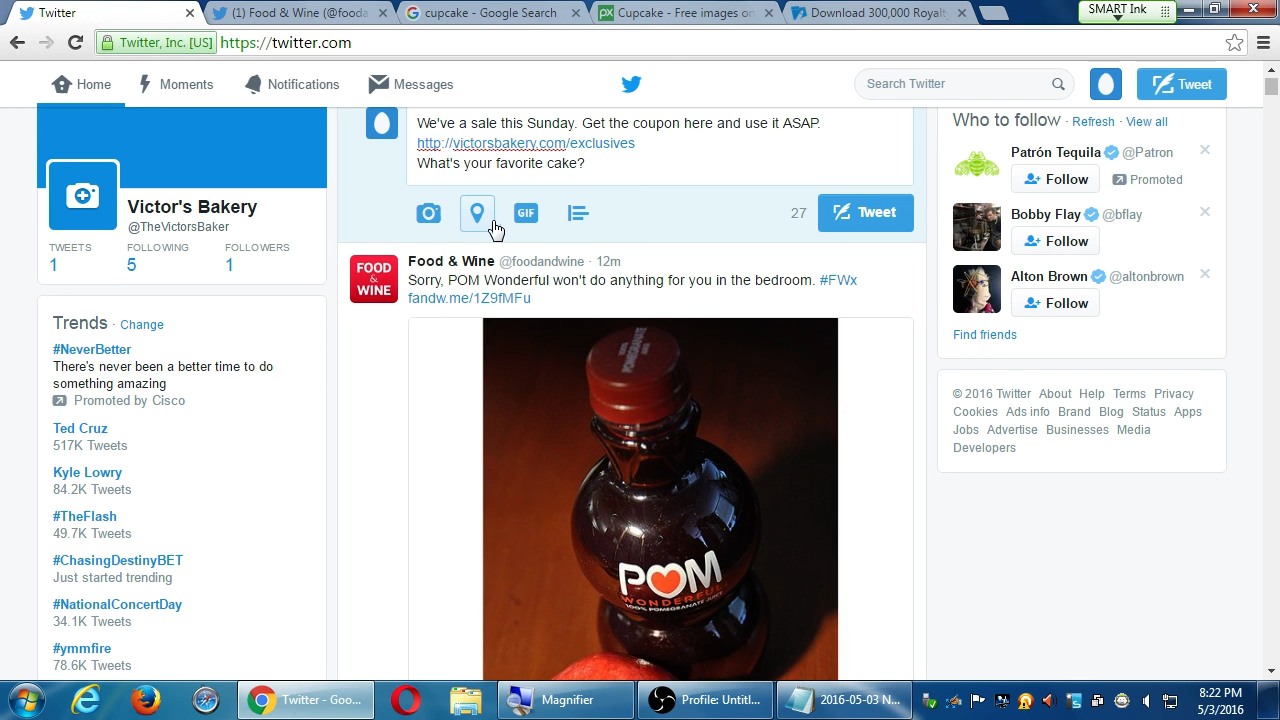 Twitter
(1) Food & Wine (@fooda
cupcake - Google Search
Cupcake - Free images on
Download 300,000 Royalt
SMART Ink
Twitter, Inc. [US]
https://twitter.com
Home
Moments
Notifications
Messages
Search Twitter
Tweet
Victor's Bakery
@TheVictorsBaker
TWEETS
FOLLOWING
FOLLOWERS
1
5
1
Trends · Change
#NeverBetter
There's never been a better time to do
something amazing
Promoted by Cisco
Ted Cruz
517K Tweets
Kyle Lowry
84.2K Tweets
#TheFlash
49.7K Tweets
#ChasingDestinyBET
Just started trending
#NationalConcertDay
34.1K Tweets
#ymmfire
78.6K Tweets
We've a sale this Sunday. Get the coupon here and use it ASAP.
http://victorsbakery.com/exclusives
What's your favorite cake?
GIF
27
Tweet
FOOD
&
WINE
Food & Wine @foodandwine · 12m
Sorry, POM Wonderful won't do anything for you in the bedroom. #FWx
fandw.me/1Z9fMFu
POM
WONDERFUL
100% POMEGRANATE JUICE
Who to follow · Refresh · View all
Patrón Tequila @Patron
Follow
Promoted
Bobby Flay @bflay
Follow
Alton Brown @altonbrown
Follow
Find friends
© 2016 Twitter About Help Terms Privacy
Cookies Ads info Brand Blog Status Apps
Jobs Advertise Businesses Media
Developers
Twitter - Goo...
Magnifier
Profile: Untitl...
2016-05-03 N...
8:22 PM
5/3/2016